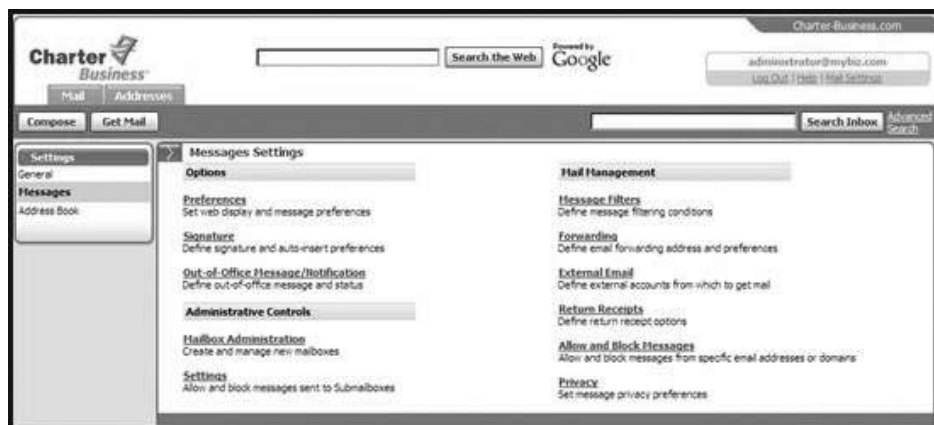 Charter-Business.com
Charter
Business
Search the Web
Powered by
Google
administrator@mybiz.com
Log Out | Help | Mail Settings
Mail
Addresses
Compose
Get Mail
Search Inbox
Advanced
Search
Settings
General
Messages
Address Book
Messages Settings
Options
Preferences
Set web display and message preferences
Signature
Define signature and auto-insert preferences
Out-of-Office Message/Notification
Define out-of-office message and status
Administrative Controls
Mailbox Administration
Create and manage new mailboxes
Settings
Allow and block messages sent to Submailboxes
Mail Management
Message Filters
Define message filtering conditions
Forwarding
Define email forwarding address and preferences
External Email
Define external accounts from which to get mail
Return Receipts
Define return receipt options
Allow and Block Messages
Allow and block messages from specific email addresses or domains
Privacy
Set message privacy preferences